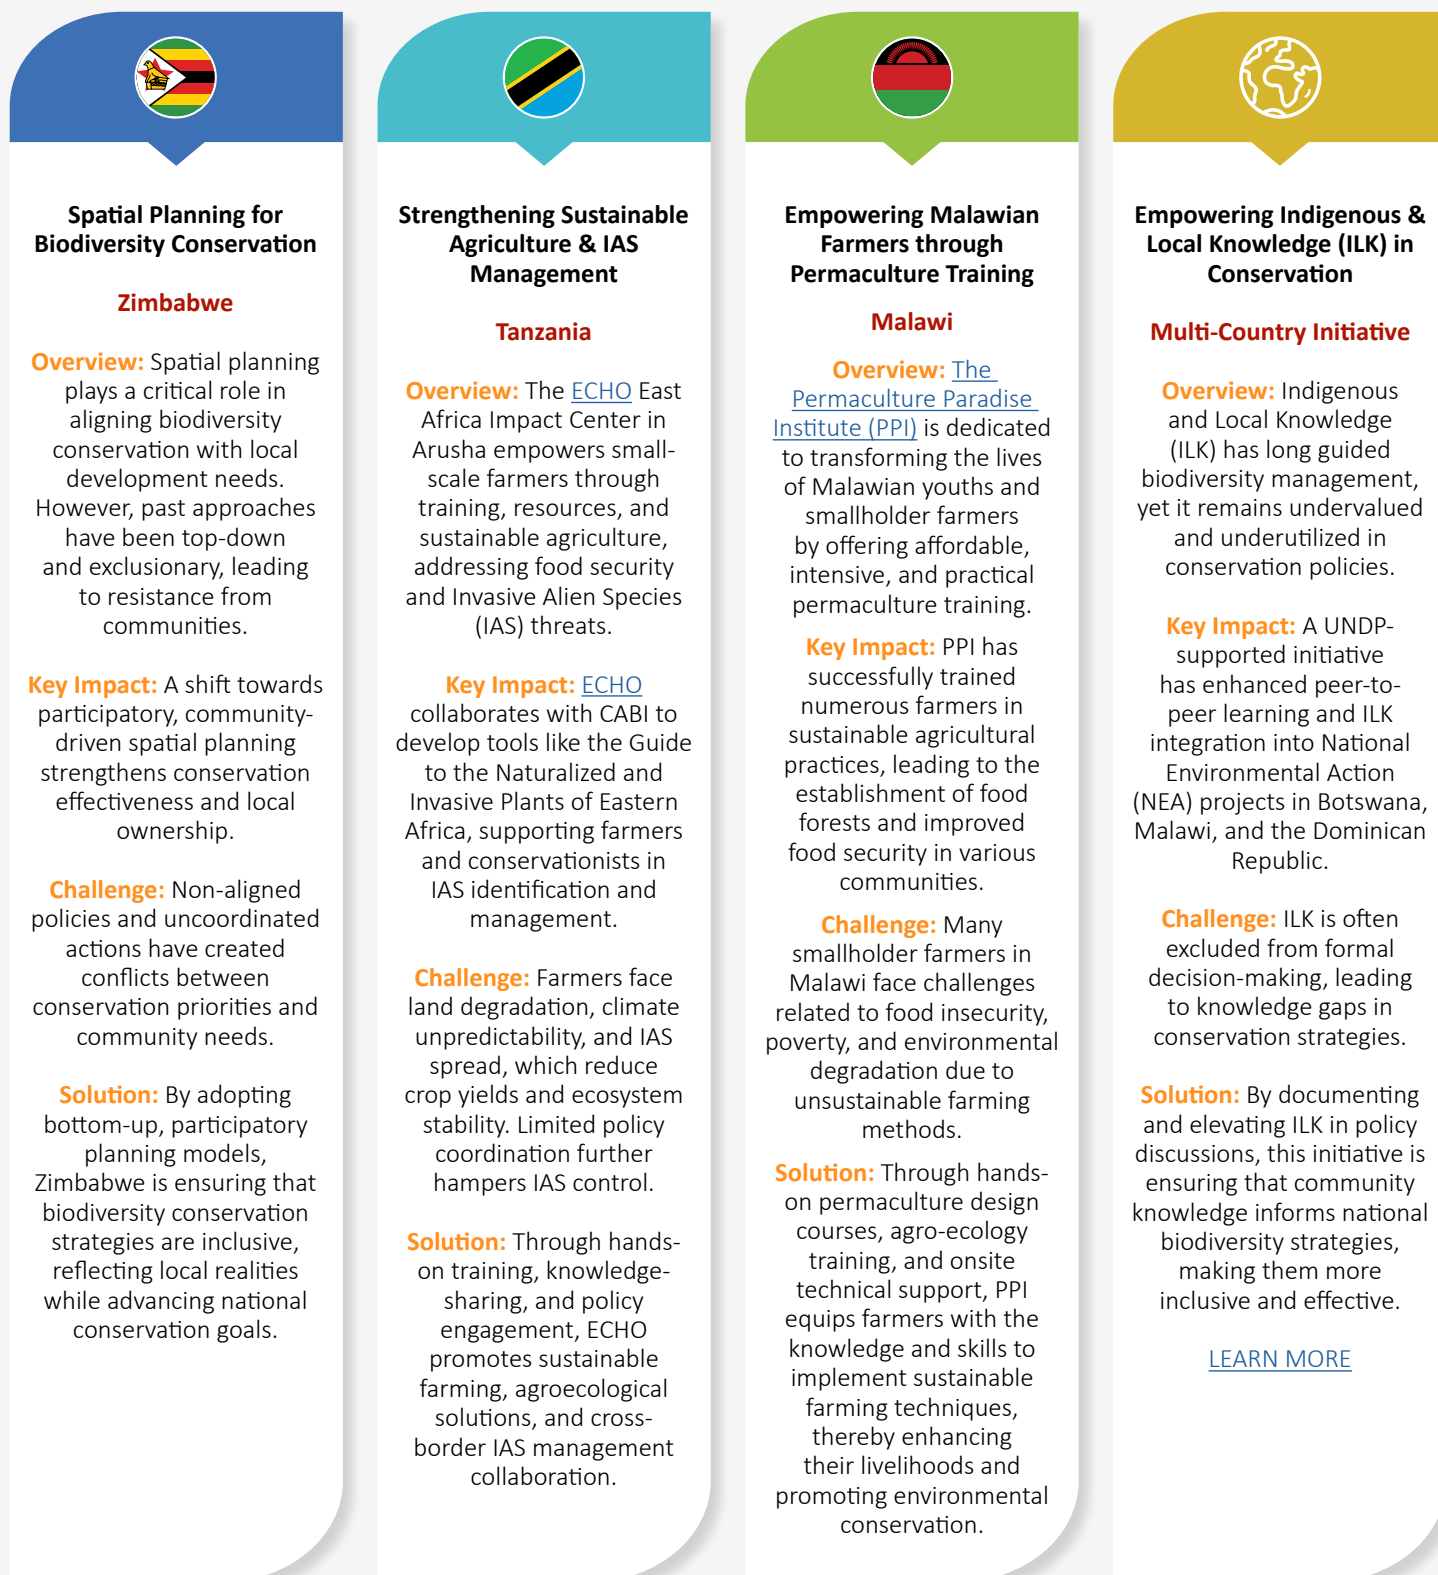 Spatial Planning for
Biodiversity Conservation
Zimbabwe
Overview: Spatial planning
plays a critical role in
aligning biodiversity
conservation with local
development needs.
However, past approaches
have been top-down
and exclusionary, leading
to resistance from
communities.
Key Impact: A shift towards
participatory, community-
driven spatial planning
strengthens conservation
effectiveness and local
ownership.
Challenge: Non-aligned
policies and uncoordinated
actions have created
conflicts between
conservation priorities and
community needs.
Solution: By adopting
bottom-up, participatory
planning models,
Zimbabwe is ensuring that
biodiversity conservation
strategies are inclusive,
reflecting local realities
while advancing national
conservation goals.
Strengthening Sustainable
Agriculture & IAS
Management
Tanzania
Overview: The ECHO East
Africa Impact Center in
Arusha empowers small-
scale farmers through
training, resources, and
sustainable agriculture,
addressing food security
and Invasive Alien Species
(IAS) threats.
Key Impact: ECHO
collaborates with CABI to
develop tools like the Guide
to the Naturalized and
Invasive Plants of Eastern
Africa, supporting farmers
and conservationists in
IAS identification and
management.
Challenge: Farmers face
land degradation, climate
unpredictability, and IAS
spread, which reduce
crop yields and ecosystem
stability. Limited policy
coordination further
hampers IAS control.
Solution: Through hands-
on training, knowledge-
sharing, and policy
engagement, ECHO
promotes sustainable
farming, agroecological
solutions, and cross-
border IAS management
collaboration.
Empowering Malawian
Farmers through
Permaculture Training
Malawi
Overview: The
Permaculture Paradise
Institute (PPI) is dedicated
to transforming the lives
of Malawian youths and
smallholder farmers
by offering affordable,
intensive, and practical
permaculture training.
Key Impact: PPI has
successfully trained
numerous farmers in
sustainable agricultural
practices, leading to the
establishment of food
forests and improved
food security in various
communities.
Challenge: Many
smallholder farmers in
Malawi face challenges
related to food insecurity,
poverty, and environmental
degradation due to
unsustainable farming
methods.
Solution: Through hands-
on permaculture design
courses, agro-ecology
training, and onsite
technical support, PPI
equips farmers with the
knowledge and skills to
implement sustainable
farming techniques,
thereby enhancing
their livelihoods and
promoting environmental
conservation.
Empowering Indigenous &
Local Knowledge (ILK) in
Conservation
Multi-Country Initiative
Overview: Indigenous
and Local Knowledge
(ILK) has long guided
biodiversity management,
yet it remains undervalued
and underutilized in
conservation policies.
Key Impact: A UNDP-
supported initiative
has enhanced peer-to-
peer learning and ILK
integration into National
Environmental Action
(NEA) projects in Botswana,
Malawi, and the Dominican
Republic.
Challenge: ILK is often
excluded from formal
decision-making, leading
to knowledge gaps in
conservation strategies.
Solution: By documenting
and elevating ILK in policy
discussions, this initiative is
ensuring that community
knowledge informs national
biodiversity strategies,
making them more
inclusive and effective.
LEARN MORE